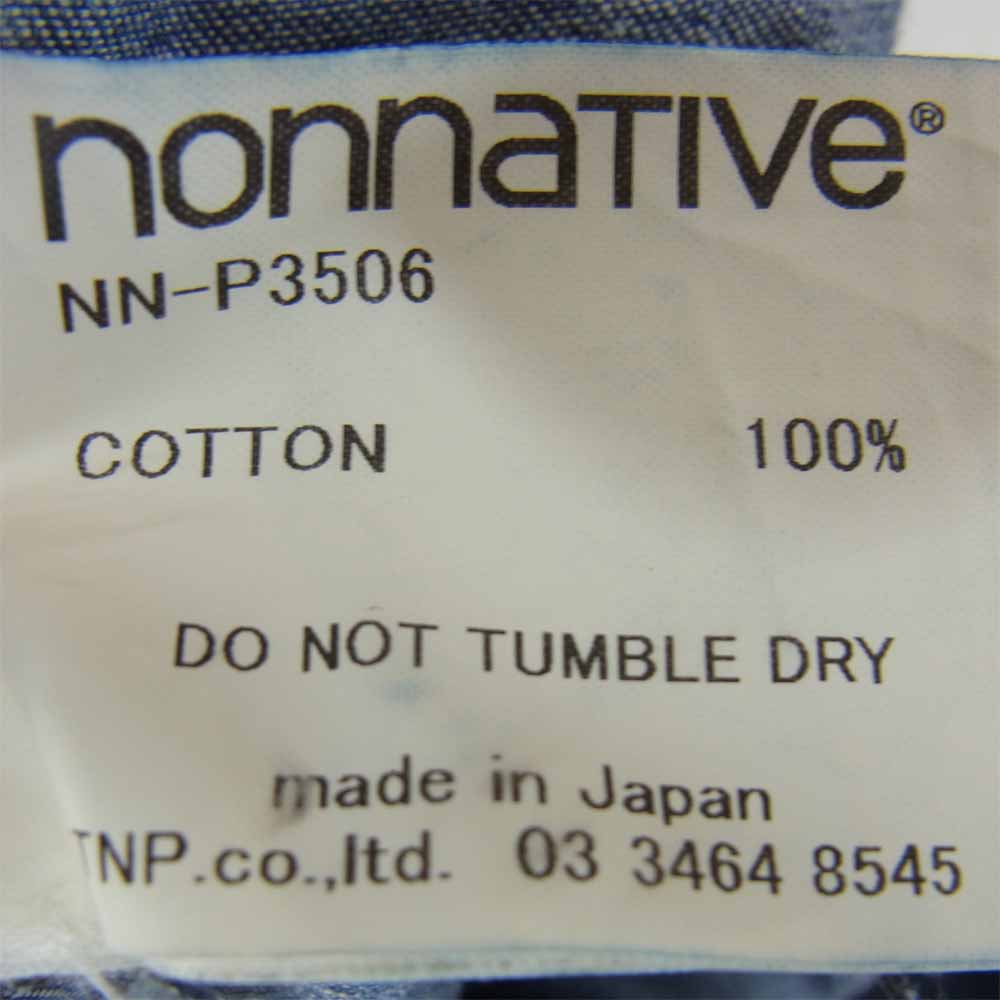 nonnaTIVe®
NN-P3506
COTTON 100%
DO NOT TUMBLE DRY
made in Japan
TNP.co.,ltd. 03 3464 8545